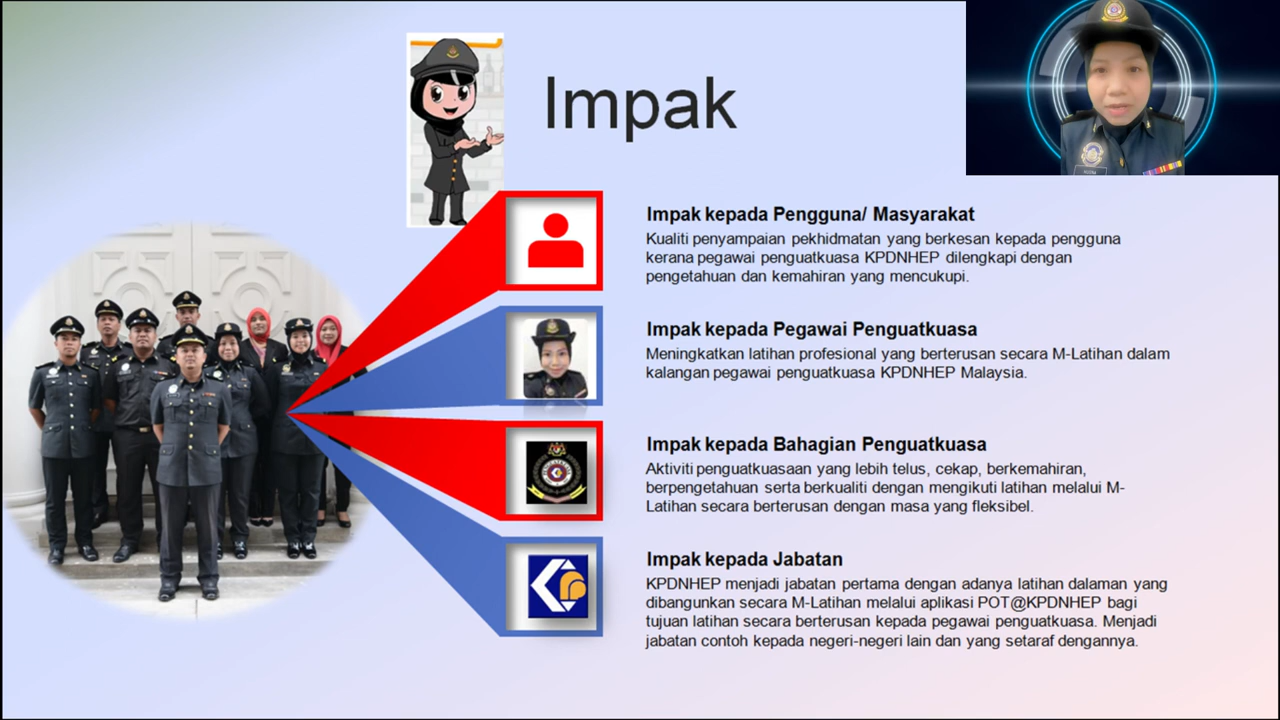 Impak
Impak kepada Pengguna/ Masyarakat
Kualiti penyampaian pekhidmatan yang berkesan kepada pengguna
kerana pegawai penguatkuasa KPDNHEP dilengkapi dengan
pengetahuan dan kemahiran yang mencukupi.
Impak kepada Pegawai Penguatkuasa
Meningkatkan latihan profesional yang berterusan secara M-Latihan dalam
kalangan pegawai penguatkuasa KPDNHEP Malaysia.
Impak kepada Bahagian Penguatkuasa
Aktiviti penguatkuasaan yang lebih telus, cekap, berkemahiran,
berpengetahuan serta berkualiti dengan mengikuti latihan melalui M-
Latihan secara berterusan dengan masa yang fleksibel.
Impak kepada Jabatan
KPDNHEP menjadi jabatan pertama dengan adanya latihan dalaman yang
dibangunkan secara M-Latihan melalui aplikasi POT@KPDNHEP bagi
tujuan latihan secara berterusan kepada pegawai penguatkuasa. Menjadi
jabatan contoh kepada negeri-negeri lain dan yang setaraf dengannya.